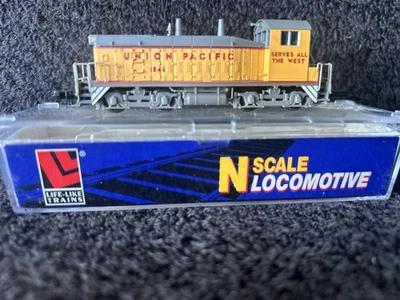 UNION PACIFIC
SERVES ALL
THE WEST
LIFE-LIKE
TRAINS
®
N SCALE
LOCOMOTIVE